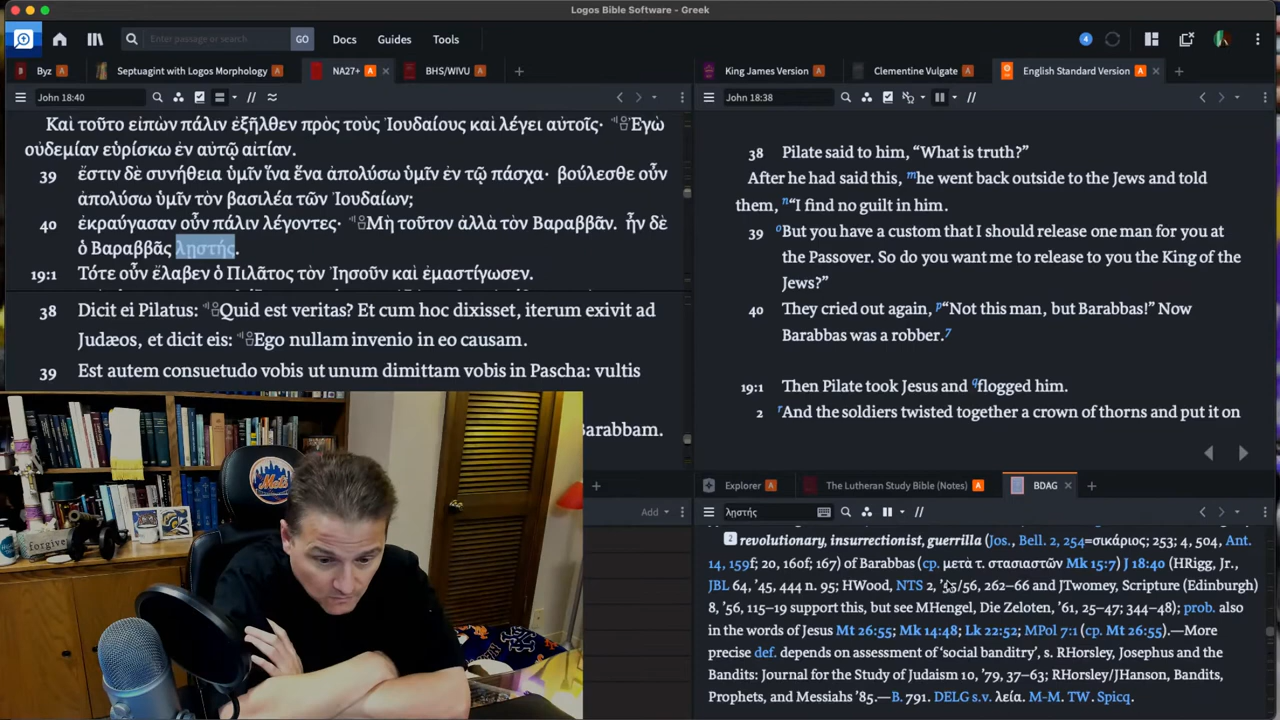 Logos Bible Software - Greek
Enter passage or search...
GO
Docs
Guides
Tools
4
Byz A
Septuagint with Logos Morphology A
NA27+ A
BHS/WIVU A
King James Version A
Clementine Vulgate A
English Standard Version A
John 18:40
John 18:38
Καὶ τοῦτο εἰπὼν πάλιν ἐξῆλθεν πρὸς τοὺς Ἰουδαίους καὶ λέγει αὐτοῖς· Ἐγὼ
οὐδεμίαν εὑρίσκω ἐν αὐτῷ αἰτίαν.
39 ἔστιν δὲ συνήθεια ὑμῖν ἵνα ἕνα ἀπολύσω ὑμῖν ἐν τῷ πάσχα· βούλεσθε οὖν
ἀπολύσω ὑμῖν τὸν βασιλέα τῶν Ἰουδαίων;
40 ἐκραύγασαν οὖν πάλιν λέγοντες· Μὴ τοῦτον ἀλλὰ τὸν Βαραββᾶν. ἦν δὲ
ὁ Βαραββᾶς λῃστής.
19:1 Τότε οὖν ἔλαβεν ὁ Πιλᾶτος τὸν Ἰησοῦν καὶ ἐμαστίγωσεν.
38 Dicit ei Pilatus: Quid est veritas? Et cum hoc dixisset, iterum exivit ad
Judæos, et dicit eis: Ego nullam invenio in eo causam.
39 Est autem consuetudo vobis ut unum dimittam vobis in Pascha: vultis
Barabbam.
38 Pilate said to him, “What is truth?”
After he had said this, m he went back outside to the Jews and told
them, n “I find no guilt in him.
39 o But you have a custom that I should release one man for you at
the Passover. So do you want me to release to you the King of the
Jews?”
40 They cried out again, p “Not this man, but Barabbas!” Now
Barabbas was a robber.7
19:1 Then Pilate took Jesus and q flogged him.
2 r And the soldiers twisted together a crown of thorns and put it on
Add
Explorer A
The Lutheran Study Bible (Notes) A
BDAG
λῃστής
2 revolutionary, insurrectionist, guerrilla (Jos., Bell. 2, 254=σικάριος; 253; 4, 504, Ant.
14, 159f; 20, 160f; 167) of Barabbas (cp. μετὰ τ. στασιαστῶν Mk 15:7) J 18:40 (HRigg, Jr.,
JBL 64, ’45, 444 n. 95; HWood, NTS 2, ’55/56, 262–66 and JTwomey, Scripture (Edinburgh)
8, ’56, 115–19 support this, but see MHengel, Die Zeloten, ’61, 25–47; 344–48); prob. also
in the words of Jesus Mt 26:55; Mk 14:48; Lk 22:52; MPol 7:1 (cp. Mt 26:55).—More
precise def. depends on assessment of ‘social banditry’, s. RHorsley, Josephus and the
Bandits: Journal for the Study of Judaism 10, ’79, 37–63; RHorsley/JHanson, Bandits,
Prophets, and Messiahs ’85.—B. 791. DELG s.v. λεία. M-M. TW. Spicq.
Mets
forgive